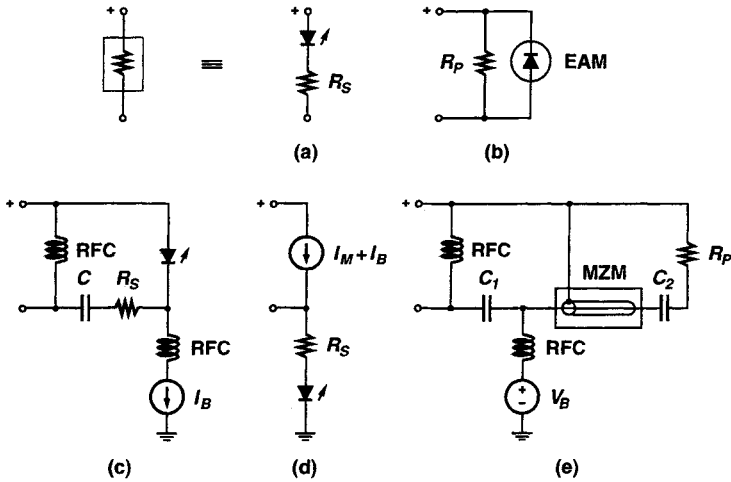 +
≡
+
R_S
(a)
+
R_P
EAM
(b)
+
RFC
C
R_S
RFC
I_B
(c)
+
I_M + I_B
R_S
(d)
+
RFC
C_1
MZM
C_2
R_P
RFC
+
−
V_B
(e)